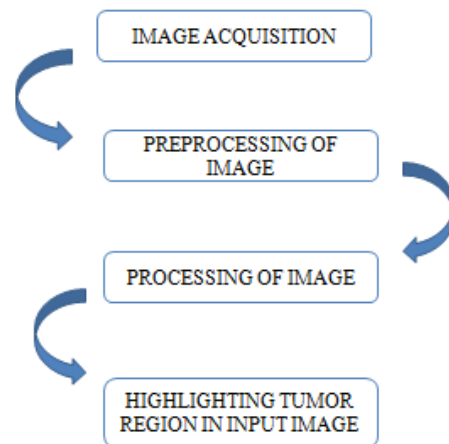 IMAGE ACQUISITION
PREPROCESSING OF
IMAGE
PROCESSING OF IMAGE
HIGHLIGHTING TUMOR
REGION IN INPUT IMAGE